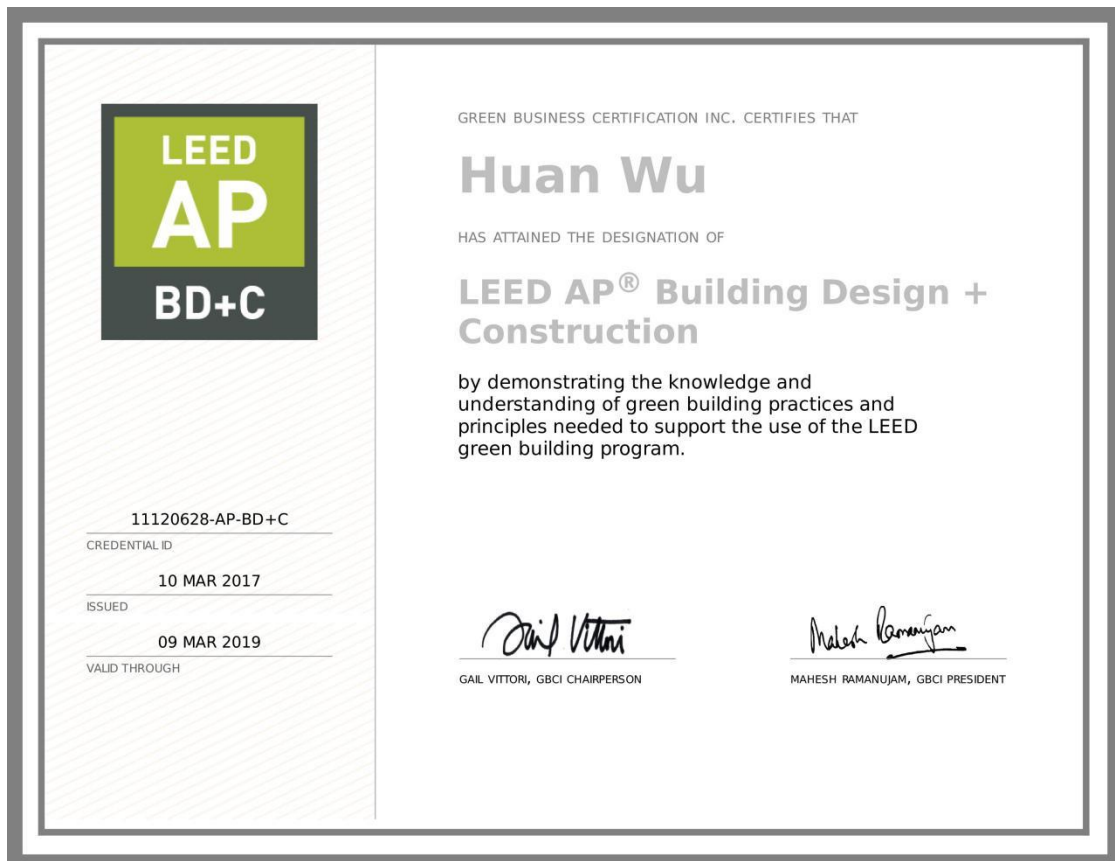 LEED
AP
BD+C
11120628-AP-BD+C
CREDENTIAL ID
10 MAR 2017
ISSUED
09 MAR 2019
VALID THROUGH
GREEN BUSINESS CERTIFICATION INC. CERTIFIES THAT
Huan Wu
HAS ATTAINED THE DESIGNATION OF
LEED AP® Building Design +
Construction
by demonstrating the knowledge and
understanding of green building practices and
principles needed to support the use of the LEED
green building program.
Gail Vittori
GAIL VITTORI, GBCI CHAIRPERSON
Mahesh Ramanujam
MAHESH RAMANUJAM, GBCI PRESIDENT